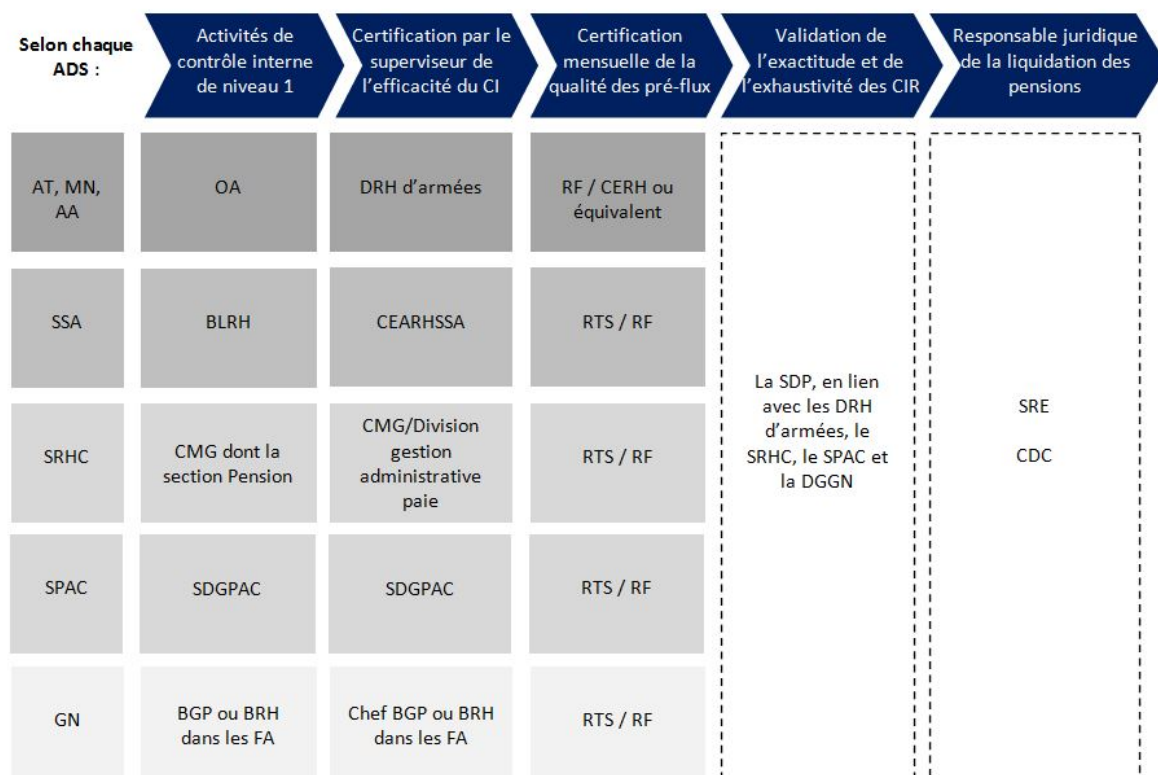 Selon chaque
ADS :
Activités de
contrôle interne
de niveau 1
Certification par le
superviseur de
l'efficacité du CI
Certification
mensuelle de la
qualité des pré-flux
Validation de
l'exactitude et de
l'exhaustivité des CIR
Responsable juridique
de la liquidation des
pensions
AT, MN,
AA
OA
DRH d'armées
RF / CERH ou
équivalent
SSA
BLRH
CEARHSSA
RTS / RF
SRHC
CMG dont la
section Pension
CMG/Division
gestion
administrative
paie
RTS / RF
SPAC
SDGPAC
SDGPAC
RTS / RF
GN
BGP ou BRH
dans les FA
Chef BGP ou BRH
dans les FA
RTS / RF
La SDP, en lien
avec les DRH
d'armées, le
SRHC, le SPAC et
la DGGN
SRE
CDC